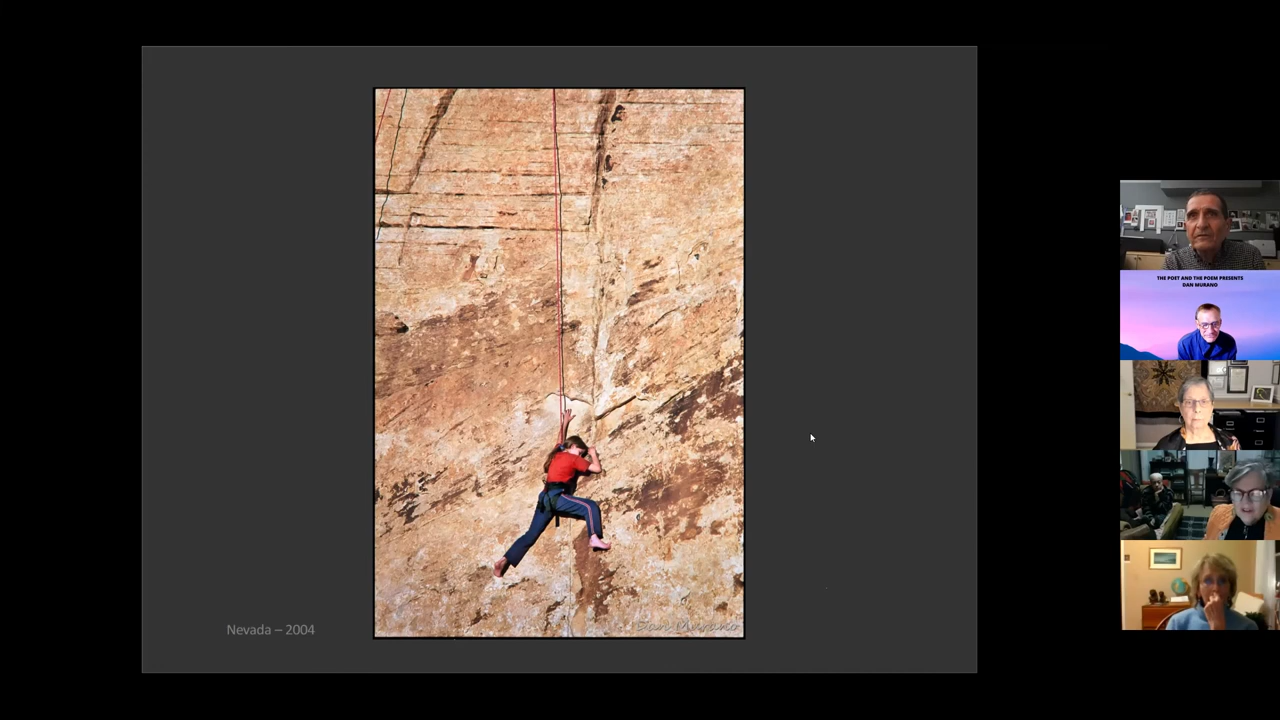 Nevada – 2004
Dan Murano
THE POET AND THE POEM PRESENTS
DAN MURANO